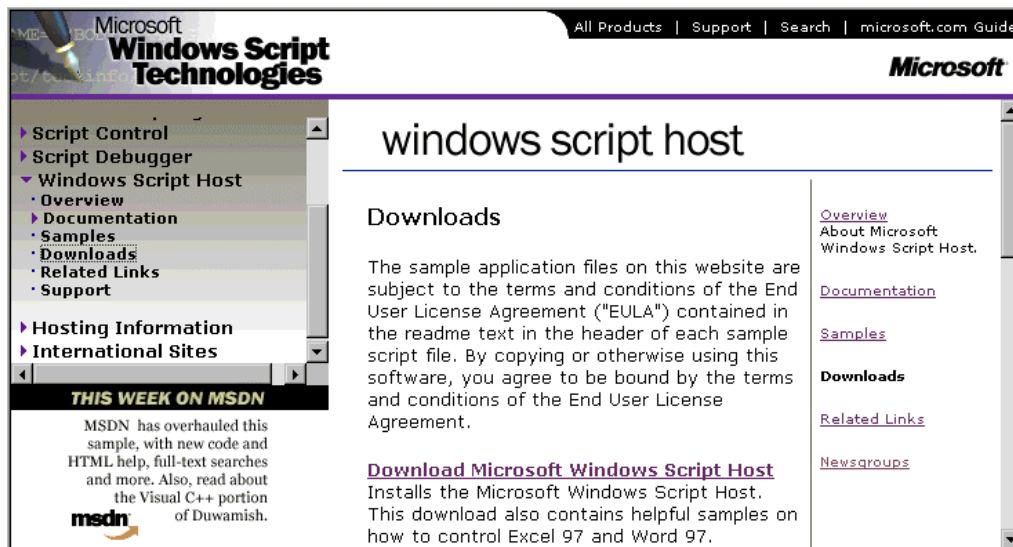 Microsoft
Windows Script
Technologies
All Products | Support | Search | microsoft.com Guide
Microsoft
Script Control
Script Debugger
Windows Script Host
Overview
Documentation
Samples
Downloads
Related Links
Support
Hosting Information
International Sites
THIS WEEK ON MSDN
MSDN has overhauled this
sample, with new code and
HTML help, full-text searches
and more. Also, read about
the Visual C++ portion
of Duwamish.
msdn
windows script host
Downloads
The sample application files on this website are
subject to the terms and conditions of the End
User License Agreement ("EULA") contained in
the readme text in the header of each sample
script file. By copying or otherwise using this
software, you agree to be bound by the terms
and conditions of the End User License
Agreement.
Download Microsoft Windows Script Host
Installs the Microsoft Windows Script Host.
This download also contains helpful samples on
how to control Excel 97 and Word 97.
Overview
About Microsoft
Windows Script Host.
Documentation
Samples
Downloads
Related Links
Newsgroups